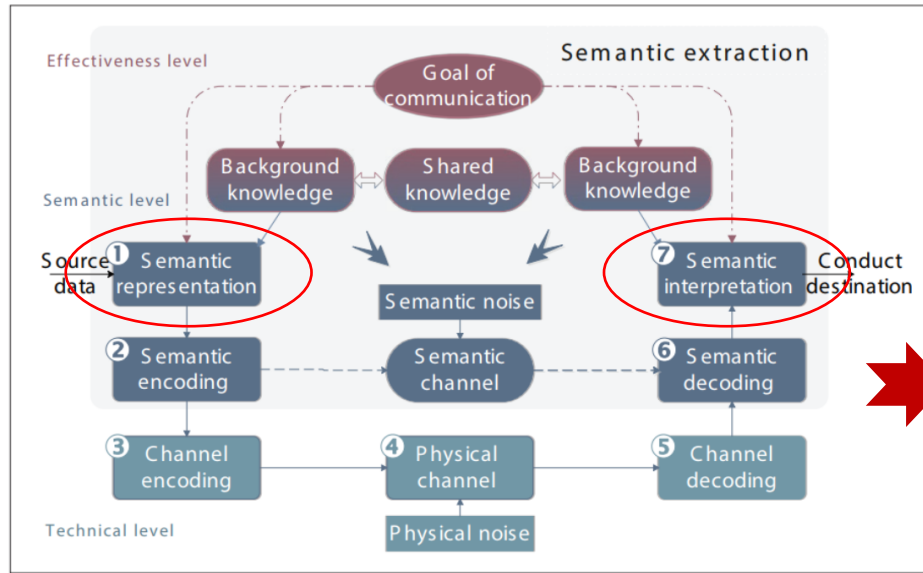 Effectiveness level
Semantic extraction
Goal of
communication
Background
knowledge
Shared
knowledge
Background
knowledge
Semantic level
Source
data
1
Semantic
representation
7
Semantic
interpretation
Conduct
destination
Semantic noise
2
Semantic
encoding
Semantic
channel
6
Semantic
decoding
3
Channel
encoding
4
Physical
channel
5
Channel
decoding
Technical level
Physical noise